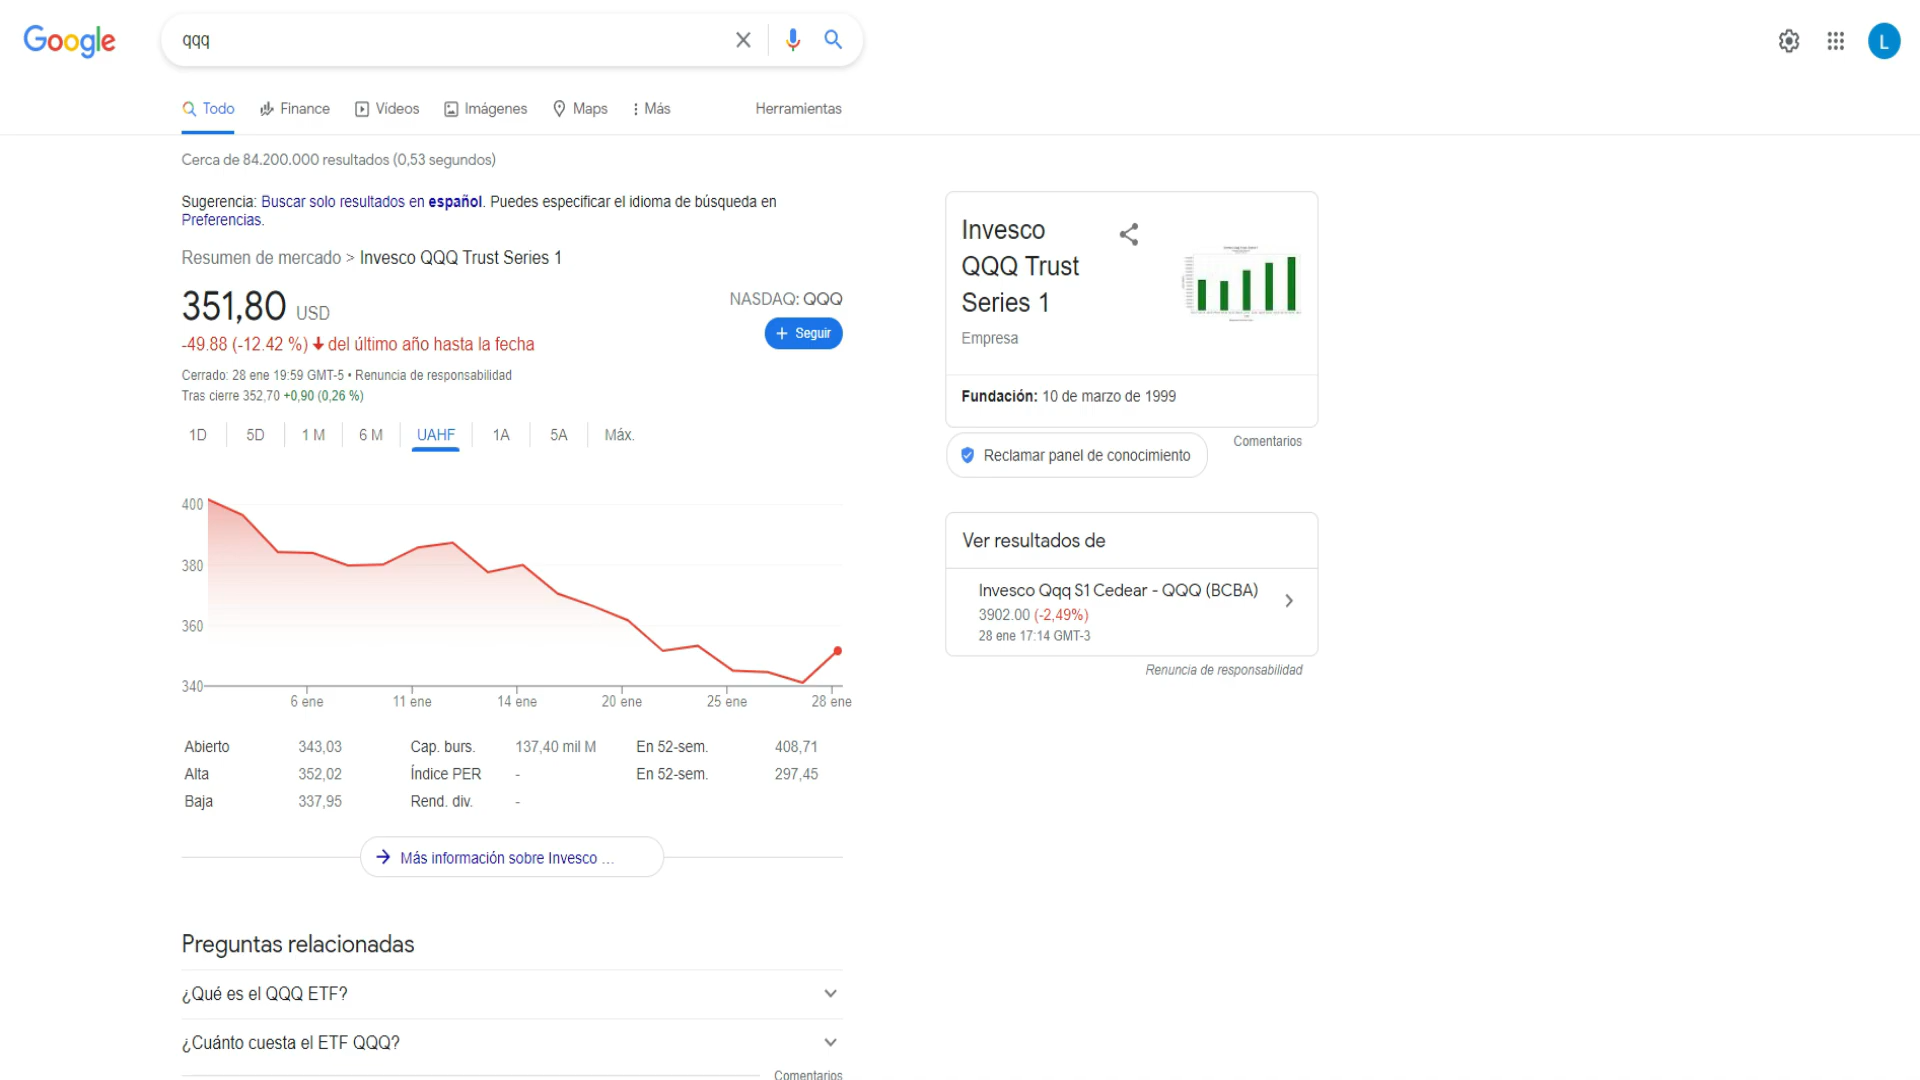 Google
qqq
Todo
Finance
Vídeos
Imágenes
Maps
Más
Herramientas
L
Cerca de 84.200.000 resultados (0,53 segundos)
Sugerencia: Buscar solo resultados en español. Puedes especificar el idioma de búsqueda en
Preferencias.
Resumen de mercado > Invesco QQQ Trust Series 1
351,80 USD
NASDAQ: QQQ
+ Seguir
-49.88 (-12.42 %) del último año hasta la fecha
Cerrado: 28 ene 19:59 GMT-5 • Renuncia de responsabilidad
Tras cierre 352,70 +0,90 (0,26 %)
1D 5D 1 M 6 M UAHF 1A 5A Máx.
400
380
360
340
6 ene 11 ene 14 ene 20 ene 25 ene 28 ene
Abierto 343,03 Cap. burs. 137,40 mil M En 52-sem. 408,71
Alta 352,02 Índice PER - En 52-sem. 297,45
Baja 337,95 Rend. div. -
Más información sobre Invesco ...
Preguntas relacionadas
¿Qué es el QQQ ETF?
¿Cuánto cuesta el ETF QQQ?
Comentarios
Invesco
QQQ Trust
Series 1
Empresa
Fundación: 10 de marzo de 1999
Reclamar panel de conocimiento
Comentarios
Ver resultados de
Invesco Qqq S1 Cedear - QQQ (BCBA)
3902.00 (-2,49%)
28 ene 17:14 GMT-3
Renuncia de responsabilidad